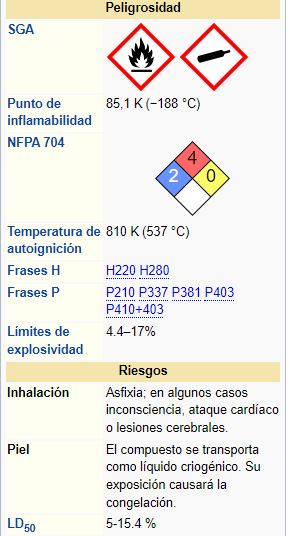 Peligrosidad
SGA
Punto de
inflamabilidad
85,1 K (−188 °C)
NFPA 704
4
2
0
Temperatura de
autoignición
810 K (537 °C)
Frases H
H220 H280
Frases P
P210 P337 P381 P403
P410+403
Límites de
explosividad
4.4–17%
Riesgos
Inhalación
Asfixia; en algunos casos
inconsciencia, ataque cardíaco
o lesiones cerebrales.
Piel
El compuesto se transporta
como líquido criogénico. Su
exposición causará la
congelación.
LD50
5-15.4 %